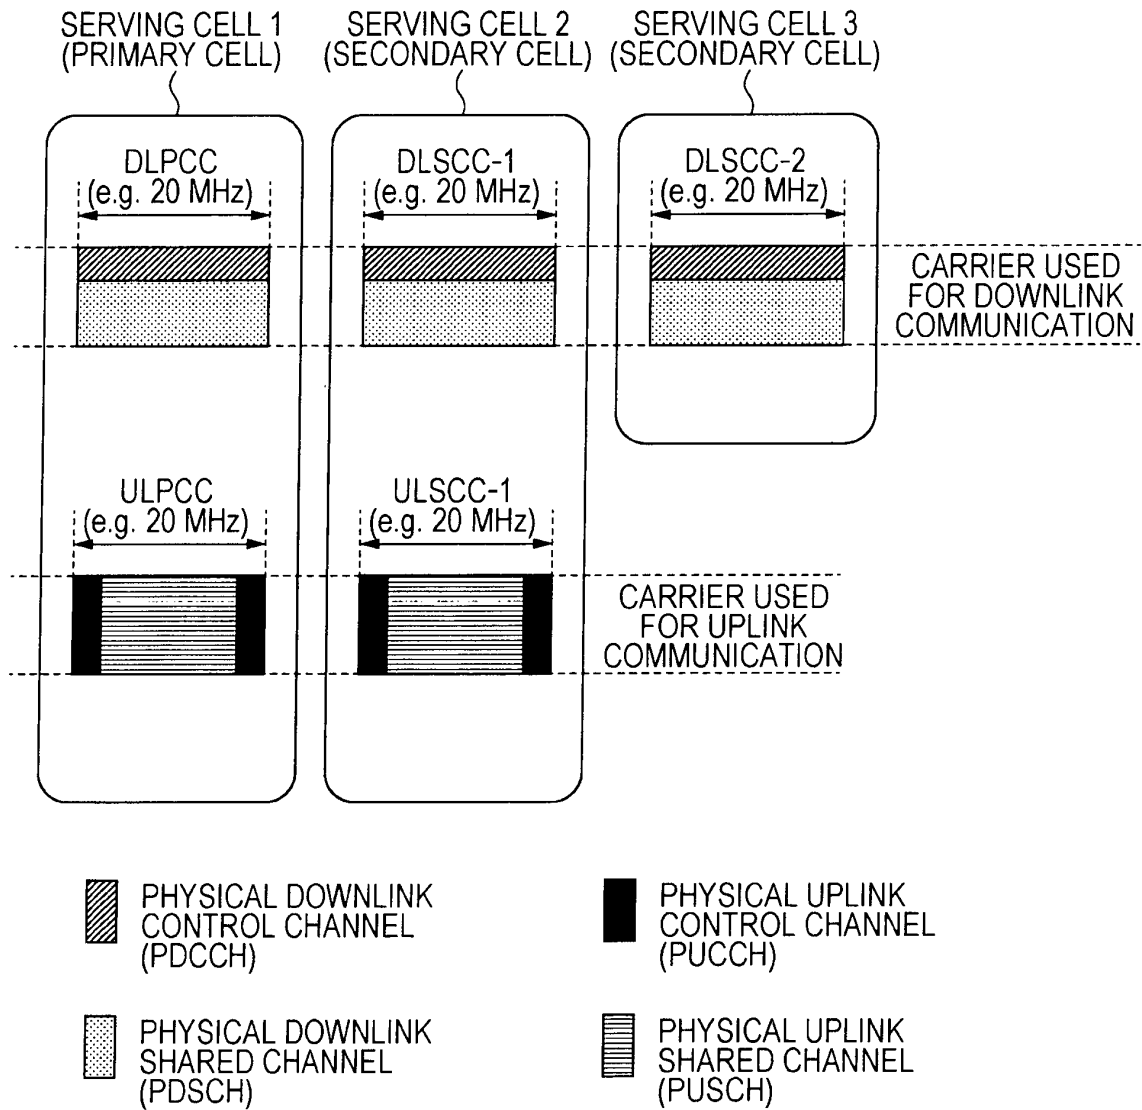 SERVING CELL 1
(PRIMARY CELL)
SERVING CELL 2
(SECONDARY CELL)
SERVING CELL 3
(SECONDARY CELL)
DLPCC
(e.g. 20 MHz)
DLSCC-1
(e.g. 20 MHz)
DLSCC-2
(e.g. 20 MHz)
CARRIER USED
FOR DOWNLINK
COMMUNICATION
ULPCC
(e.g. 20 MHz)
ULSCC-1
(e.g. 20 MHz)
CARRIER USED
FOR UPLINK
COMMUNICATION
PHYSICAL DOWNLINK
CONTROL CHANNEL
(PDCCH)
PHYSICAL UPLINK
CONTROL CHANNEL
(PUCCH)
PHYSICAL DOWNLINK
SHARED CHANNEL
(PDSCH)
PHYSICAL UPLINK
SHARED CHANNEL
(PUSCH)